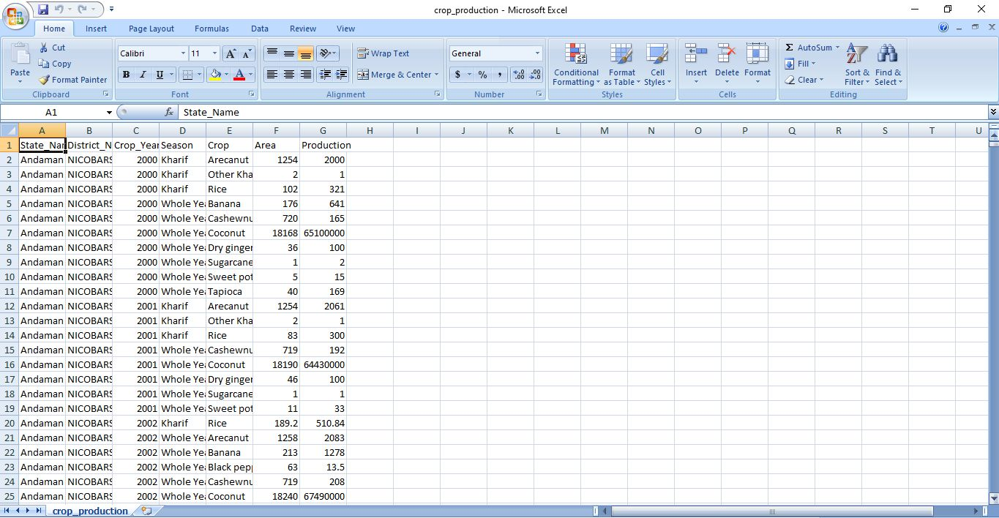 crop_production - Microsoft Excel
Home Insert Page Layout Formulas Data Review View
Paste Cut Copy Format Painter Clipboard
Calibri 11 A A B I U A Font
Wrap Text Merge & Center Alignment
General $ % , .00 .0 Number
Conditional Formatting Format as Table Cell Styles Styles
Insert Delete Format Cells
Σ AutoSum Fill Clear Sort & Filter Find & Select Editing
A1 fx State_Name
A B C D E F G H I J K L M N O P Q R S T U
1 State_Nar District_N Crop_Year Season Crop Area Production
2 Andaman NICOBARS 2000 Kharif Arecanut 1254 2000
3 Andaman NICOBARS 2000 Kharif Other Kha 2 1
4 Andaman NICOBARS 2000 Kharif Rice 102 321
5 Andaman NICOBARS 2000 Whole Yea Banana 176 641
6 Andaman NICOBARS 2000 Whole Yea Cashewnu 720 165
7 Andaman NICOBARS 2000 Whole Yea Coconut 18168 65100000
8 Andaman NICOBARS 2000 Whole Yea Dry ginger 36 100
9 Andaman NICOBARS 2000 Whole Yea Sugarcane 1 2
10 Andaman NICOBARS 2000 Whole Yea Sweet pot 5 15
11 Andaman NICOBARS 2000 Whole Yea Tapioca 40 169
12 Andaman NICOBARS 2001 Kharif Arecanut 1254 2061
13 Andaman NICOBARS 2001 Kharif Other Kha 2 1
14 Andaman NICOBARS 2001 Kharif Rice 83 300
15 Andaman NICOBARS 2001 Whole Yea Cashewnu 719 192
16 Andaman NICOBARS 2001 Whole Yea Coconut 18190 64430000
17 Andaman NICOBARS 2001 Whole Yea Dry ginger 46 100
18 Andaman NICOBARS 2001 Whole Yea Sugarcane 1 1
19 Andaman NICOBARS 2001 Whole Yea Sweet pot 11 33
20 Andaman NICOBARS 2002 Kharif Rice 189.2 510.84
21 Andaman NICOBARS 2002 Whole Yea Arecanut 1258 2083
22 Andaman NICOBARS 2002 Whole Yea Banana 213 1278
23 Andaman NICOBARS 2002 Whole Yea Black pepp 63 13.5
24 Andaman NICOBARS 2002 Whole Yea Cashewnu 719 208
25 Andaman NICOBARS 2002 Whole Yea Coconut 18240 67490000
crop_production